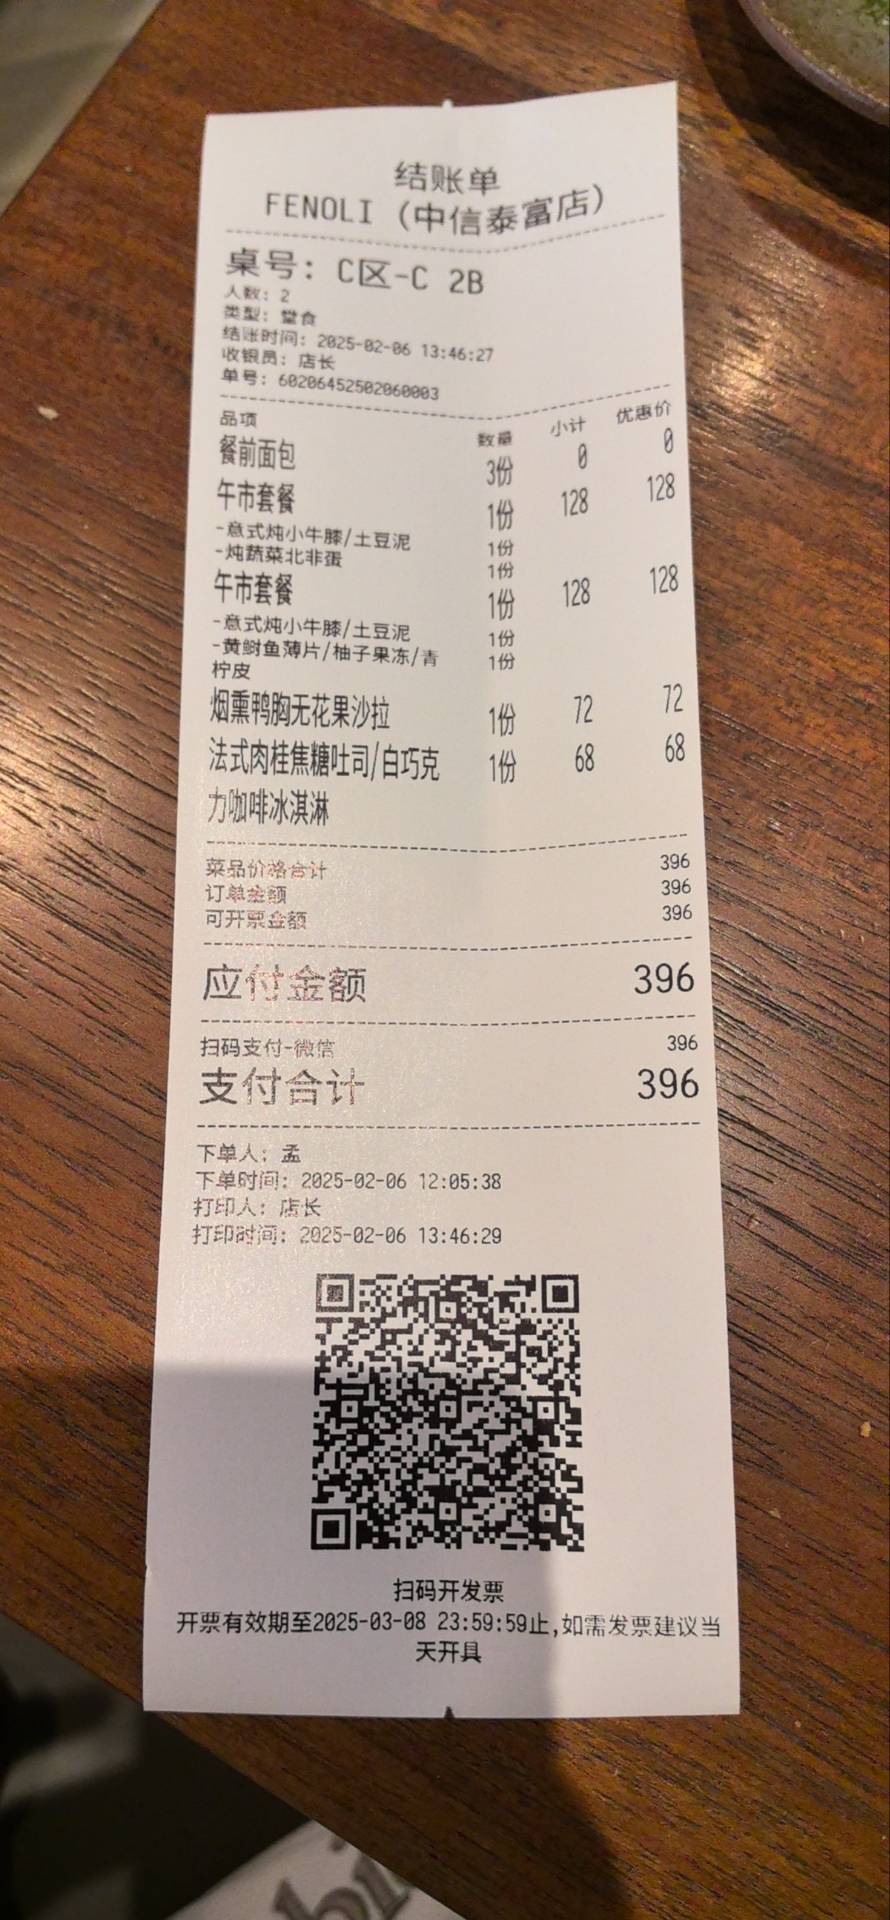 结账单
FENOLI (中信泰富店)
桌号: C区-C 2B
人数: 2
类型: 堂食
结账时间: 2025-02-06 13:46:27
收银员: 店长
单号: 60206452502060003
品项 数量 小计 优惠价
餐前面包 3份 0 0
午市套餐 1份 128 128
-意式炖小牛膝/土豆泥 1份
-炖蔬菜北非蛋 1份
午市套餐 1份 128 128
-意式炖小牛膝/土豆泥 1份
-黄鲥鱼薄片/柚子果冻/青 1份
柠皮
烟熏鸭胸无花果沙拉 1份 72 72
法式肉桂焦糖吐司/白巧克 1份 68 68
力咖啡冰淇淋
菜品价格合计 396
订单金额 396
可开票金额 396
应付金额 396
扫码支付-微信 396
支付合计 396
下单人: 孟
下单时间: 2025-02-06 12:05:38
打印人: 店长
打印时间: 2025-02-06 13:46:29
扫码开发票
开票有效期至2025-03-08 23:59:59止,如需发票建议当
天开具